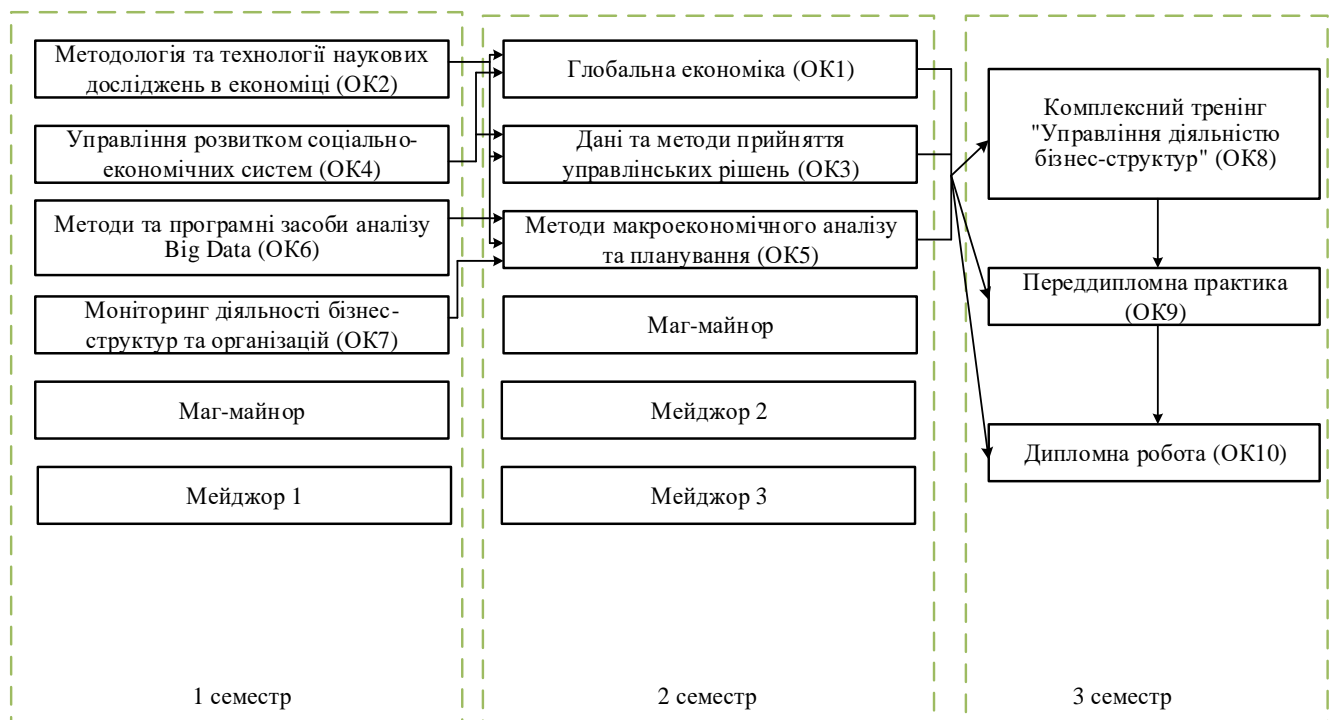 Методологія та технології наукових
досліджень в економіці (ОК2)
Управління розвитком соціально-
економічних систем (ОК4)
Методи та програмні засоби аналізу
Big Data (ОК6)
Моніторинг діяльності бізнес-
структур та організацій (ОК7)
Маг-майнор
Мейджор 1
1 семестр
Глобальна економіка (ОК1)
Дані та методи прийняття
управлінських рішень (ОК3)
Методи макроекономічного аналізу
та планування (ОК5)
Маг-майнор
Мейджор 2
Мейджор 3
2 семестр
Комплексний тренінг
"Управління діяльністю
бізнес-структур" (ОК8)
Переддипломна практика
(ОК9)
Дипломна робота (ОК10)
3 семестр